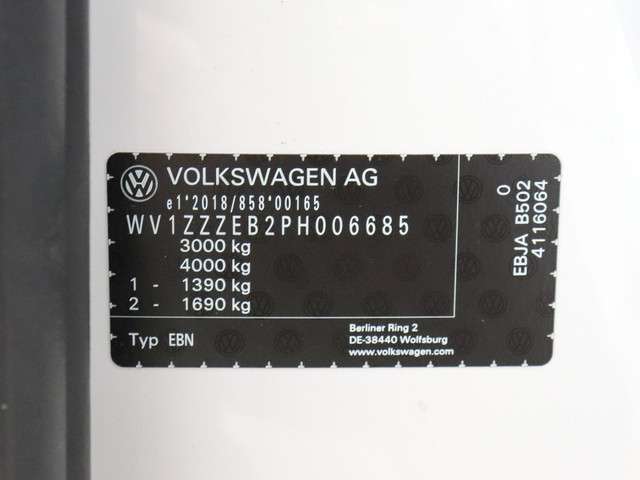 VOLKSWAGEN AG
e1*2018/858*00165
WV1ZZZEB2PH006685
3000 kg
4000 kg
1 - 1390 kg
2 - 1690 kg
Typ EBN
Berliner Ring 2
DE-38440 Wolfsburg
www.volkswagen.com
0
EBJA B502
4116064